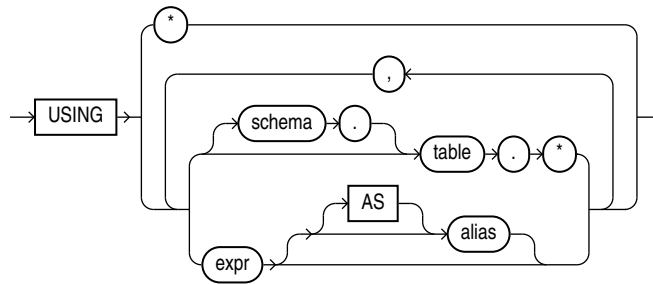 *
,
schema .
USING
table . *
AS
alias
expr